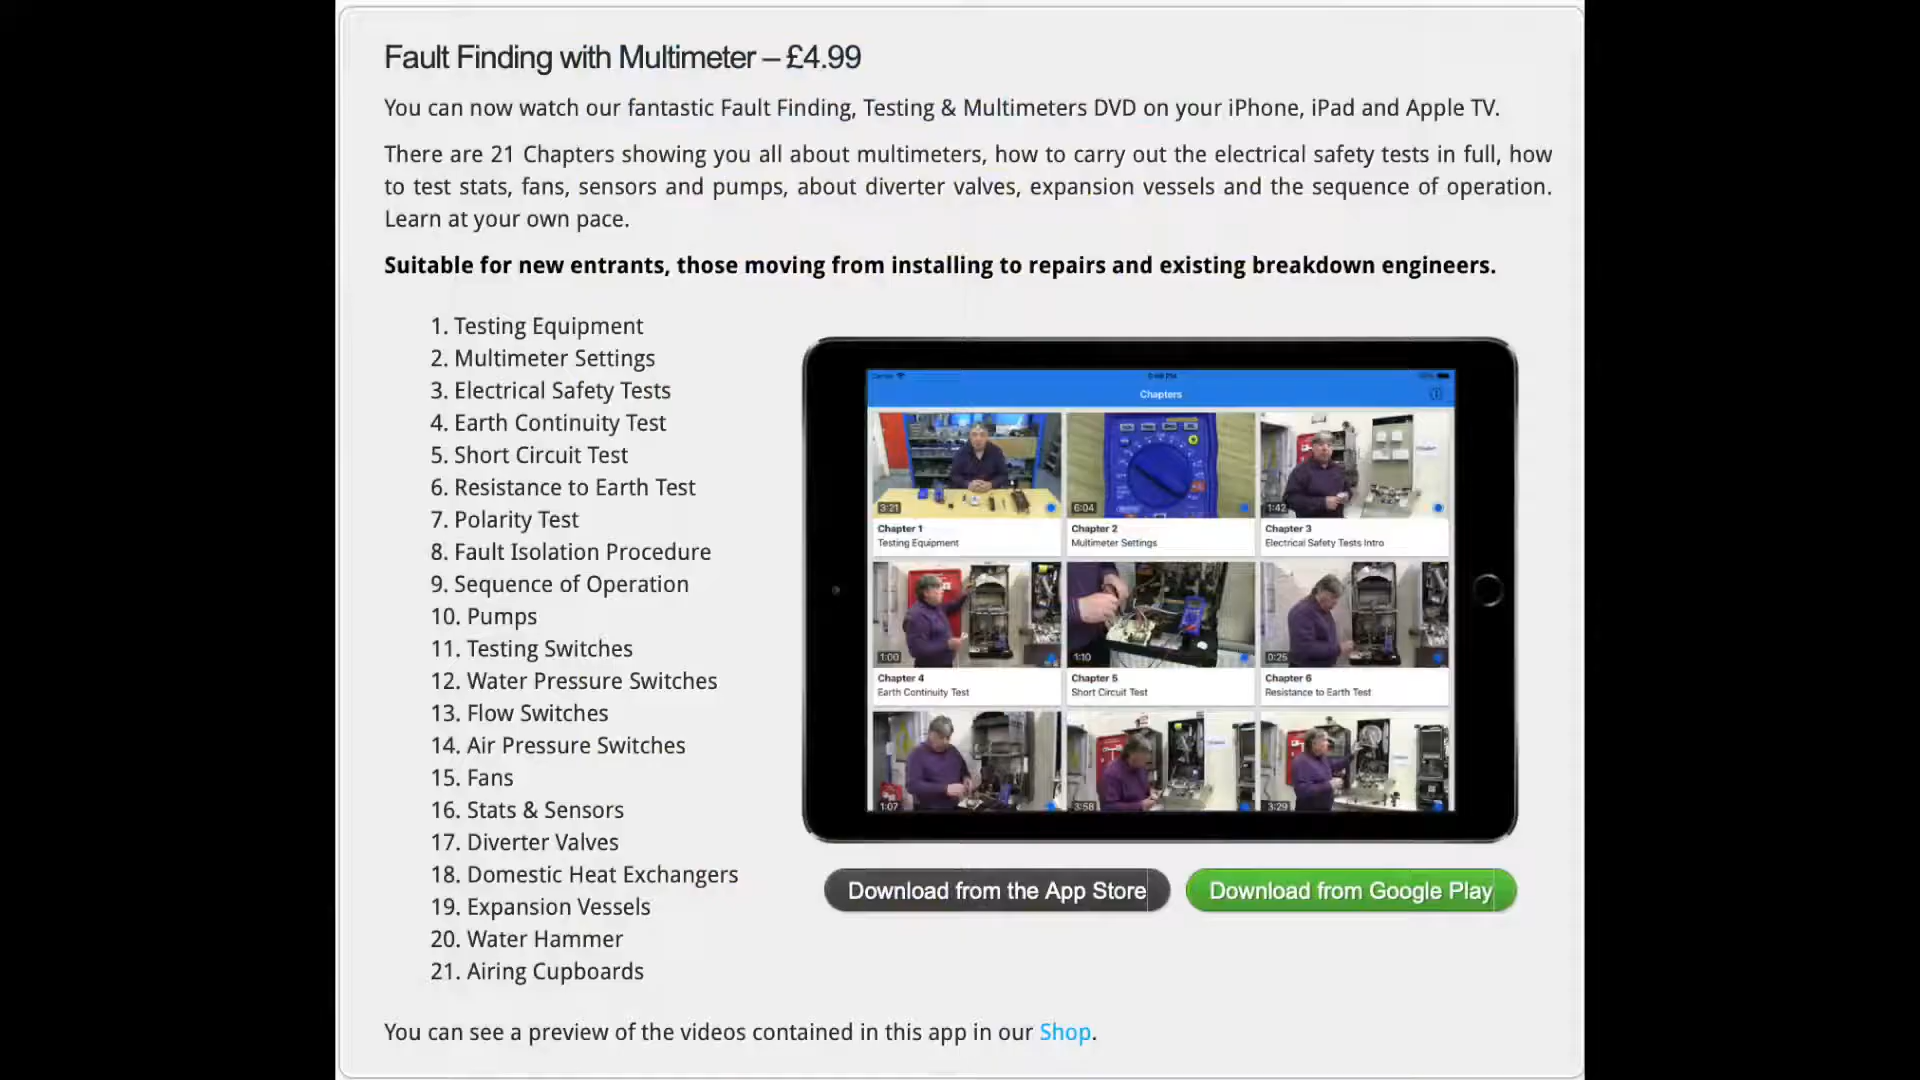 Fault Finding with Multimeter – £4.99
You can now watch our fantastic Fault Finding, Testing & Multimeters DVD on your iPhone, iPad and Apple TV.
There are 21 Chapters showing you all about multimeters, how to carry out the electrical safety tests in full, how
to test stats, fans, sensors and pumps, about diverter valves, expansion vessels and the sequence of operation.
Learn at your own pace.
Suitable for new entrants, those moving from installing to repairs and existing breakdown engineers.
1. Testing Equipment
2. Multimeter Settings
3. Electrical Safety Tests
4. Earth Continuity Test
5. Short Circuit Test
6. Resistance to Earth Test
7. Polarity Test
8. Fault Isolation Procedure
9. Sequence of Operation
10. Pumps
11. Testing Switches
12. Water Pressure Switches
13. Flow Switches
14. Air Pressure Switches
15. Fans
16. Stats & Sensors
17. Diverter Valves
18. Domestic Heat Exchangers
19. Expansion Vessels
20. Water Hammer
21. Airing Cupboards
Chapters
3:21
6:04
1:42
Chapter 1
Testing Equipment
Chapter 2
Multimeter Settings
Chapter 3
Electrical Safety Tests Intro
1:00
1:10
0:25
Chapter 4
Earth Continuity Test
Chapter 5
Short Circuit Test
Chapter 6
Resistance to Earth Test
1:07
3:58
3:29
Download from the App Store
Download from Google Play
You can see a preview of the videos contained in this app in our Shop.